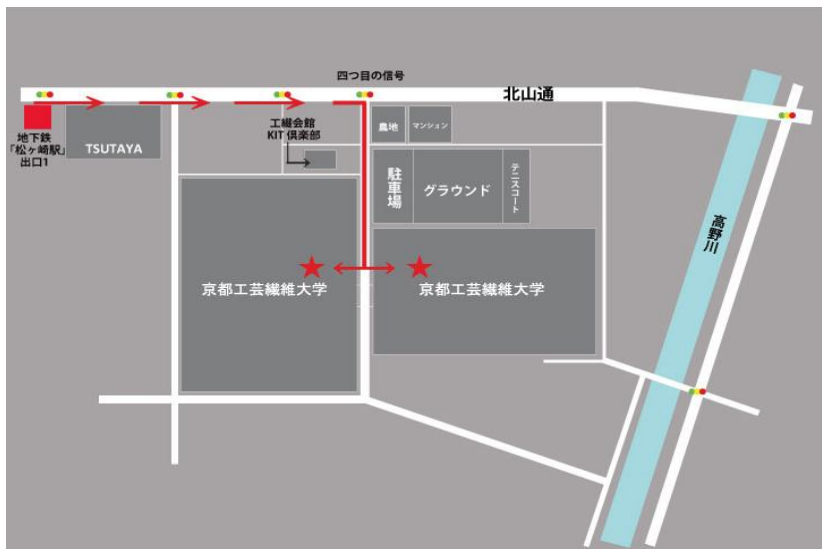 四つ目の信号
北山通
地下鉄
「松ヶ崎駅」
出口1
TSUTAYA
工繊会館
KIT 倶楽部
農地
マンション
駐車場
グラウンド
テニスコート
高野川
京都工芸繊維大学
京都工芸繊維大学